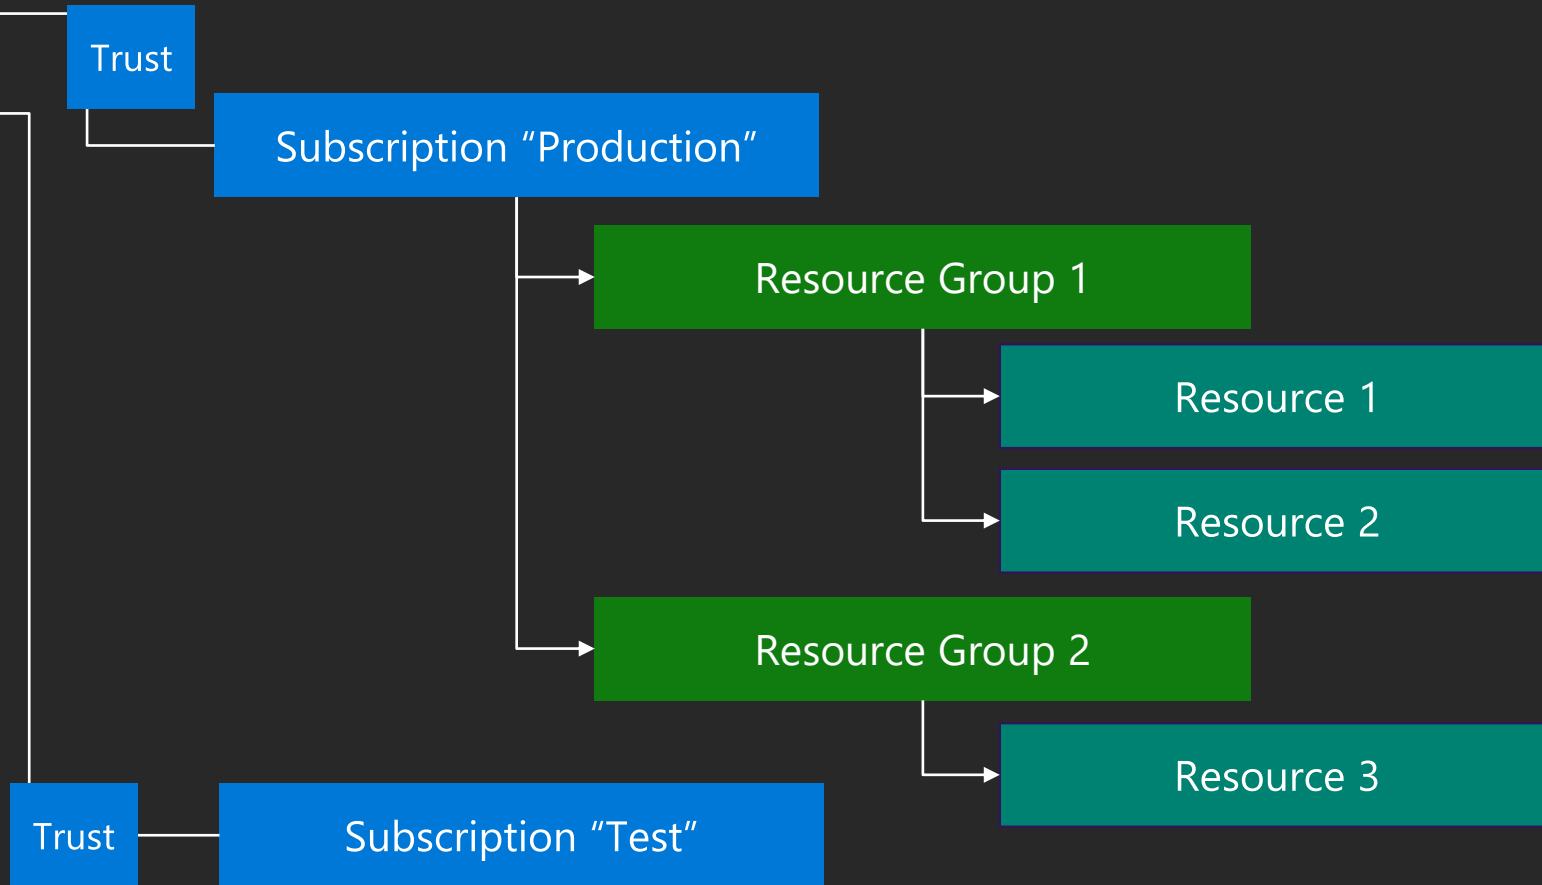 Trust
Subscription “Production”
Resource Group 1
Resource 1
Resource 2
Resource Group 2
Resource 3
Trust
Subscription “Test”